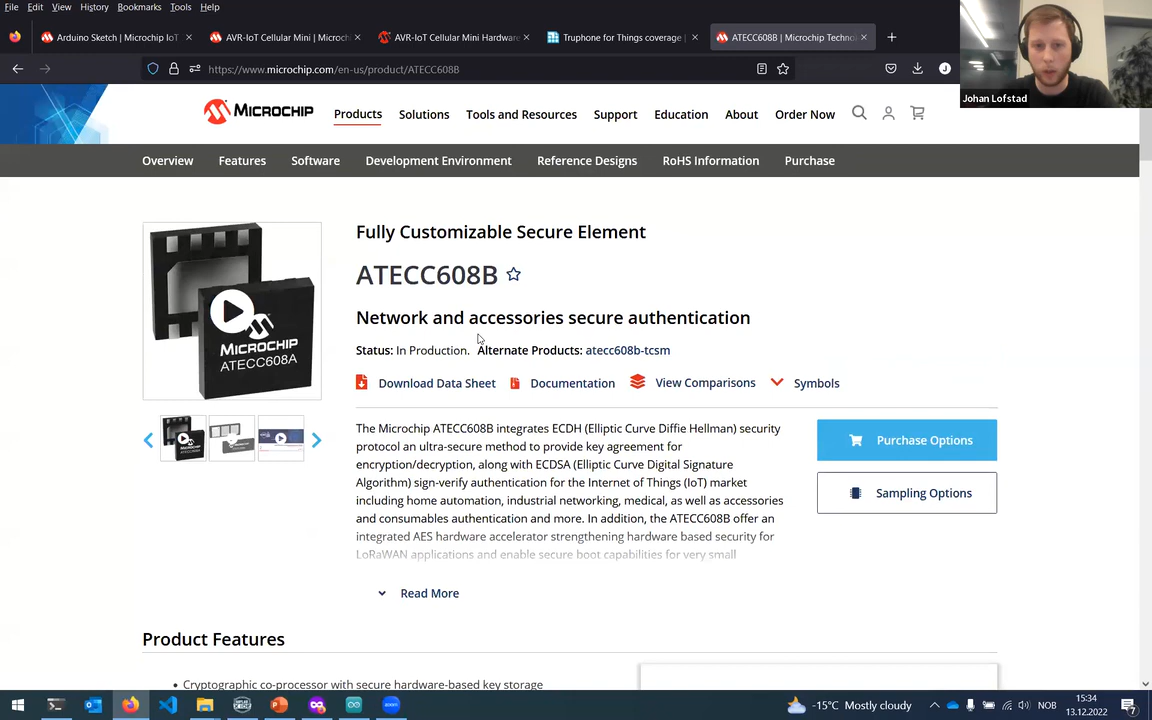 File Edit View History Bookmarks Tools Help
Arduino Sketch | Microchip IoT
AVR-IoT Cellular Mini | Microch
AVR-IoT Cellular Mini Hardware
Truphone for Things coverage |
ATECC608B | Microchip Techno
https://www.microchip.com/en-us/product/ATECC608B
J
Johan Lofstad
MICROCHIP
Products Solutions Tools and Resources Support Education About Order Now
Overview Features Software Development Environment Reference Designs RoHS Information Purchase
Fully Customizable Secure Element
ATECC608B
Network and accessories secure authentication
Status: In Production. Alternate Products: atecc608b-tcsm
MICROCHIP
ATECC608A
Download Data Sheet Documentation View Comparisons Symbols
The Microchip ATECC608B integrates ECDH (Elliptic Curve Diffie Hellman) security
protocol an ultra-secure method to provide key agreement for
encryption/decryption, along with ECDSA (Elliptic Curve Digital Signature
Algorithm) sign-verify authentication for the Internet of Things (IoT) market
including home automation, industrial networking, medical, as well as accessories
and consumables authentication and more. In addition, the ATECC608B offer an
integrated AES hardware accelerator strengthening hardware based security for
LoRaWAN applications and enable secure boot capabilities for very small
Purchase Options
Sampling Options
Read More
Product Features
• Cryptographic co-processor with secure hardware-based key storage
-15°C Mostly cloudy
NOB
15:34
13.12.2022
7